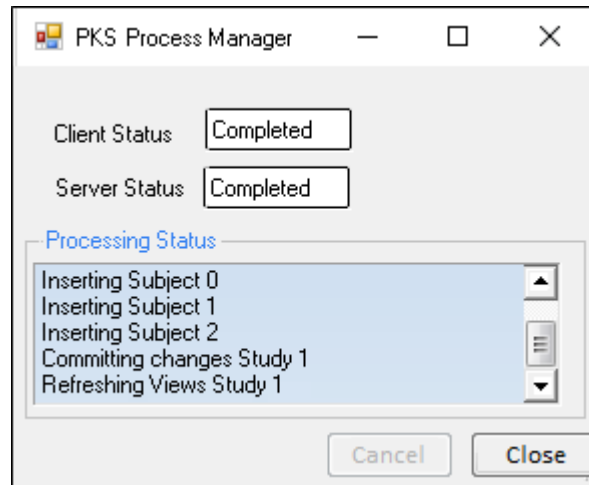 PKS Process Manager
Client Status Completed
Server Status Completed
Processing Status
Inserting Subject 0
Inserting Subject 1
Inserting Subject 2
Committing changes Study 1
Refreshing Views Study 1
Cancel Close